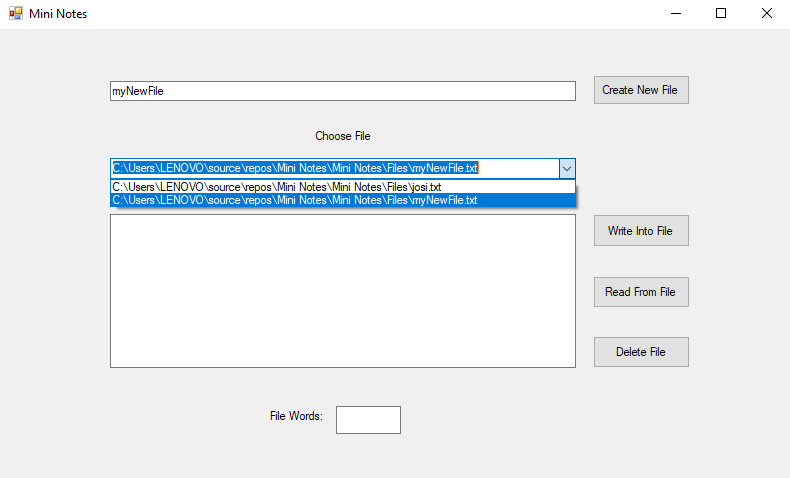 Mini Notes
myNewFile
Create New File
Choose File
C:\Users\LENOVO\source\repos\Mini Notes\Mini Notes\Files\myNewFile.txt
C:\Users\LENOVO\source\repos\Mini Notes\Mini Notes\Files\josi.txt
C:\Users\LENOVO\source\repos\Mini Notes\Mini Notes\Files\myNewFile.txt
Write Into File
Read From File
Delete File
File Words: